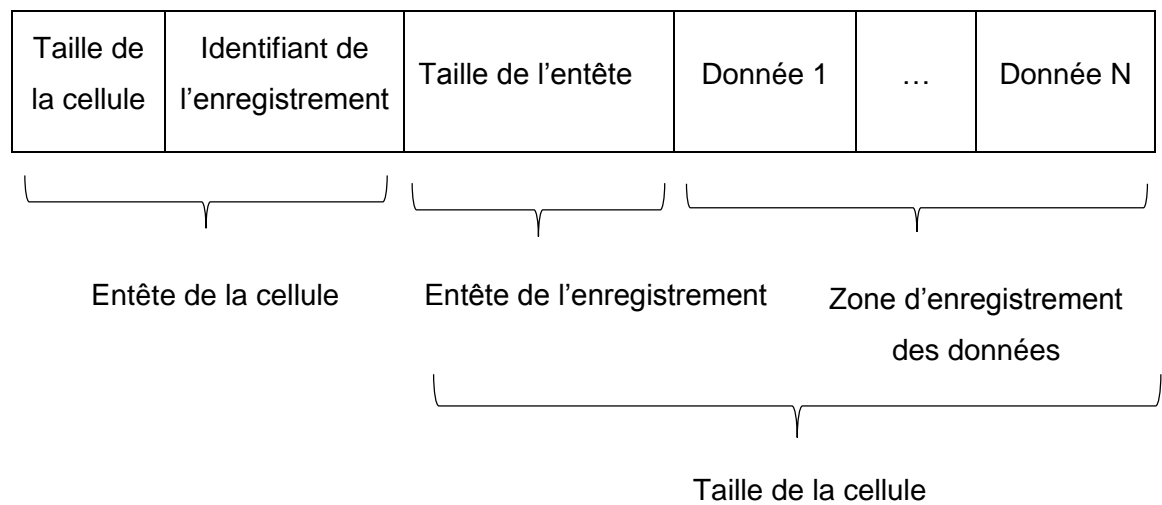 Taille de
la cellule
Identifiant de
l’enregistrement
Taille de l’entête
Donnée 1
…
Donnée N
Entête de la cellule
Entête de l’enregistrement
Zone d’enregistrement
des données
Taille de la cellule